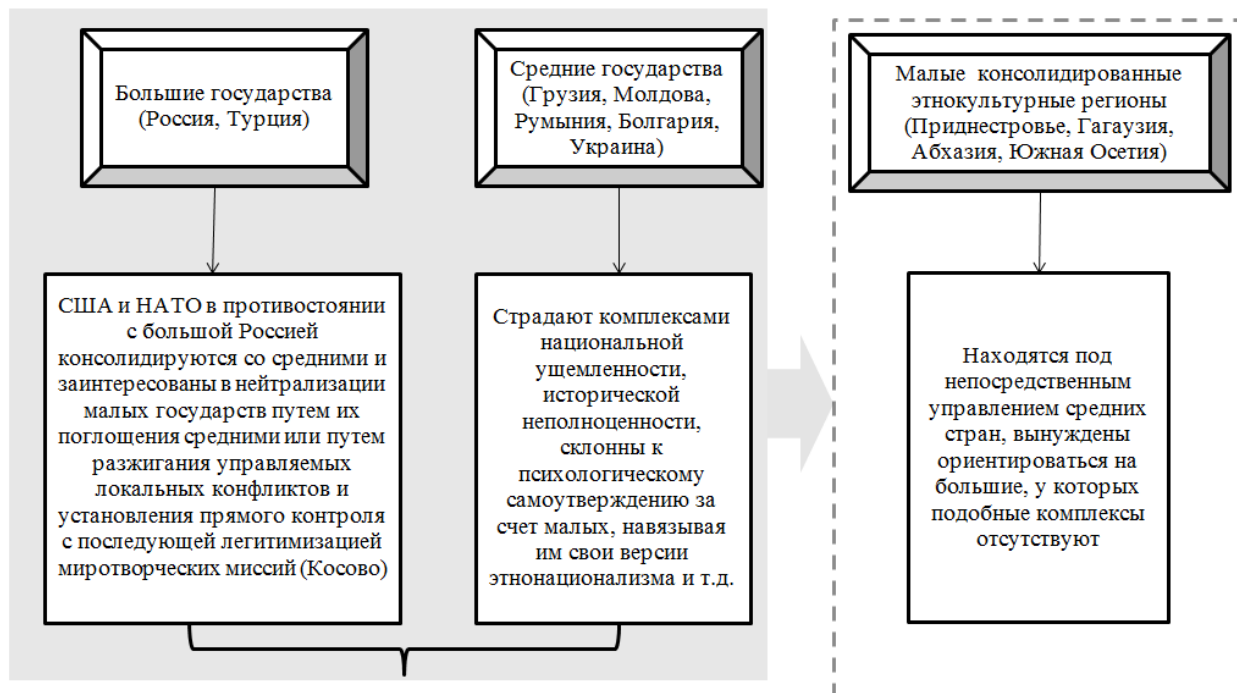 Большие государства
(Россия, Турция)
Средние государства
(Грузия, Молдова,
Румыния, Болгария,
Украина)
Малые консолидированные
этнокультурные регионы
(Приднестровье, Гагаузия,
Абхазия, Южная Осетия)
США и НАТО в противостоянии
с большой Россией
консолидируются со средними и
заинтересованы в нейтрализации
малых государств путем их
поглощения средними или путем
разжигания управляемых
локальных конфликтов и
установления прямого контроля
с последующей легитимизацией
миротворческих миссий (Косово)
Страдают комплексами
национальной
ущемленности,
исторической
неполноценности,
склонны к
психологическому
самоутверждению за
счет малых, навязывая
им свои версии
этнонационализма и т.д.
Находятся под
непосредственным
управлением средних
стран, вынуждены
ориентироваться на
большие, у которых
подобные комплексы
отсутствуют